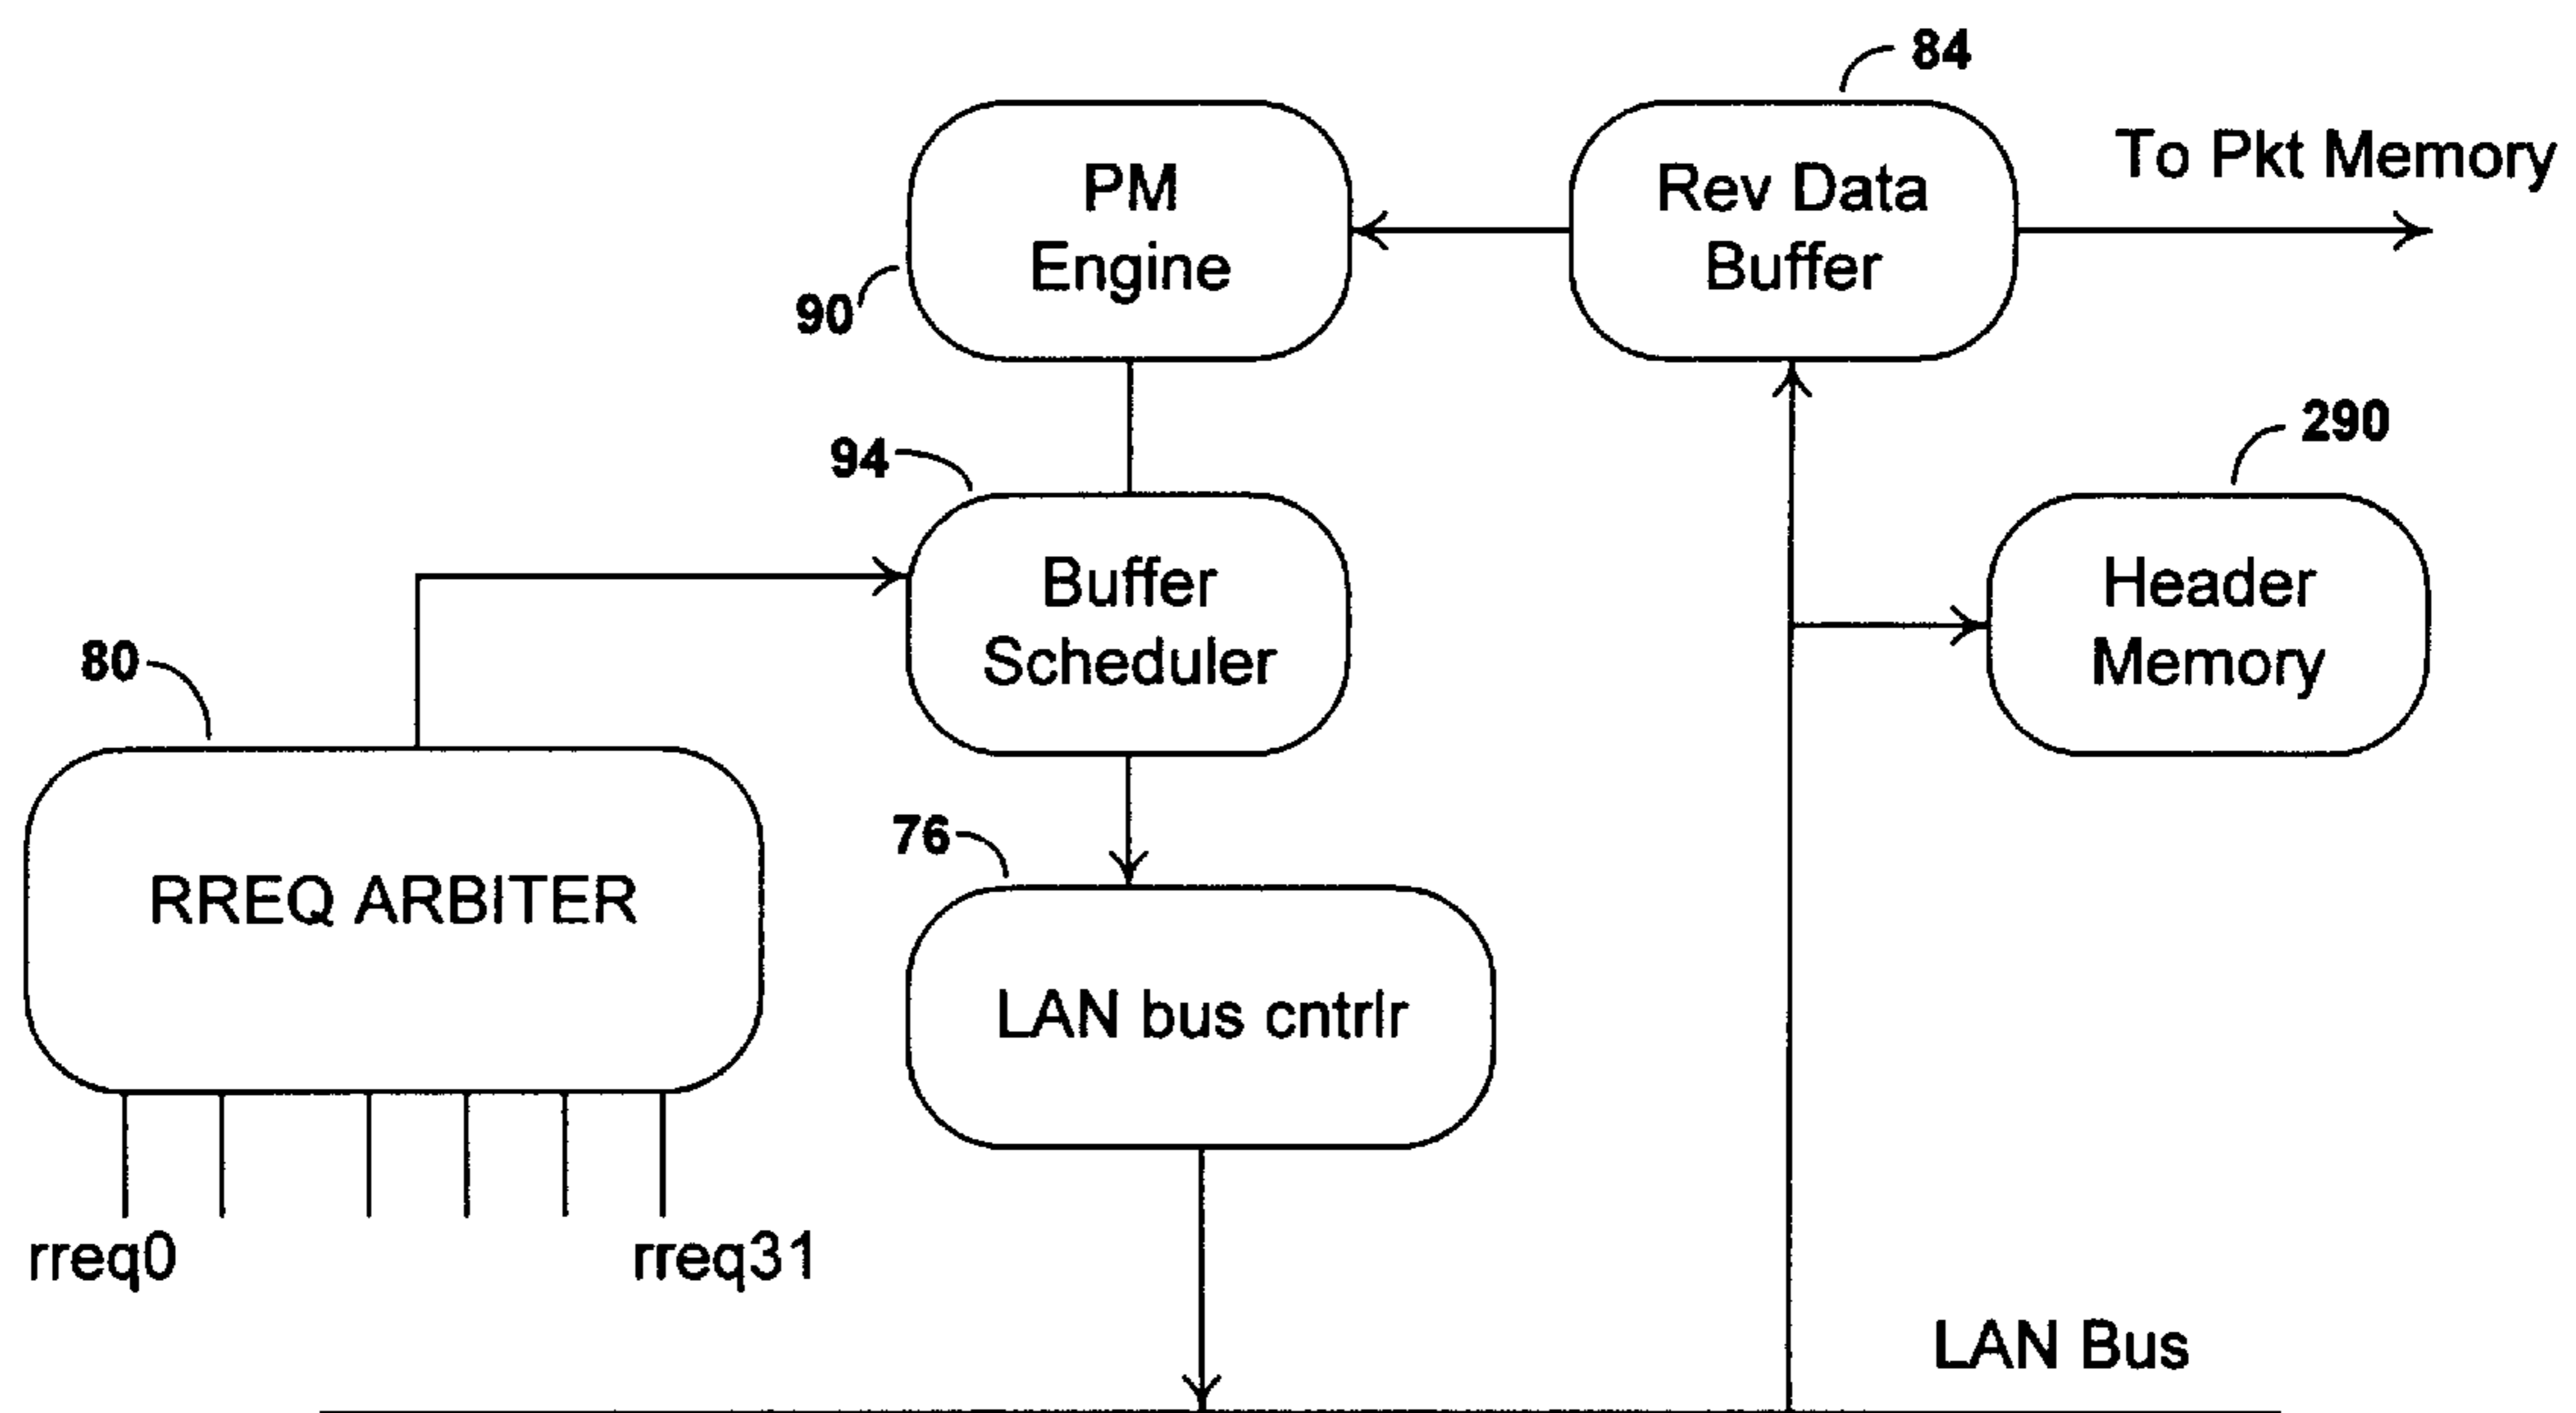 84
To Pkt Memory
PM
Engine
Rev Data
Buffer
90
94
290
Buffer
Scheduler
Header
Memory
80
76
RREQ ARBITER
LAN bus cntrlr
rreq0
rreq31
LAN Bus